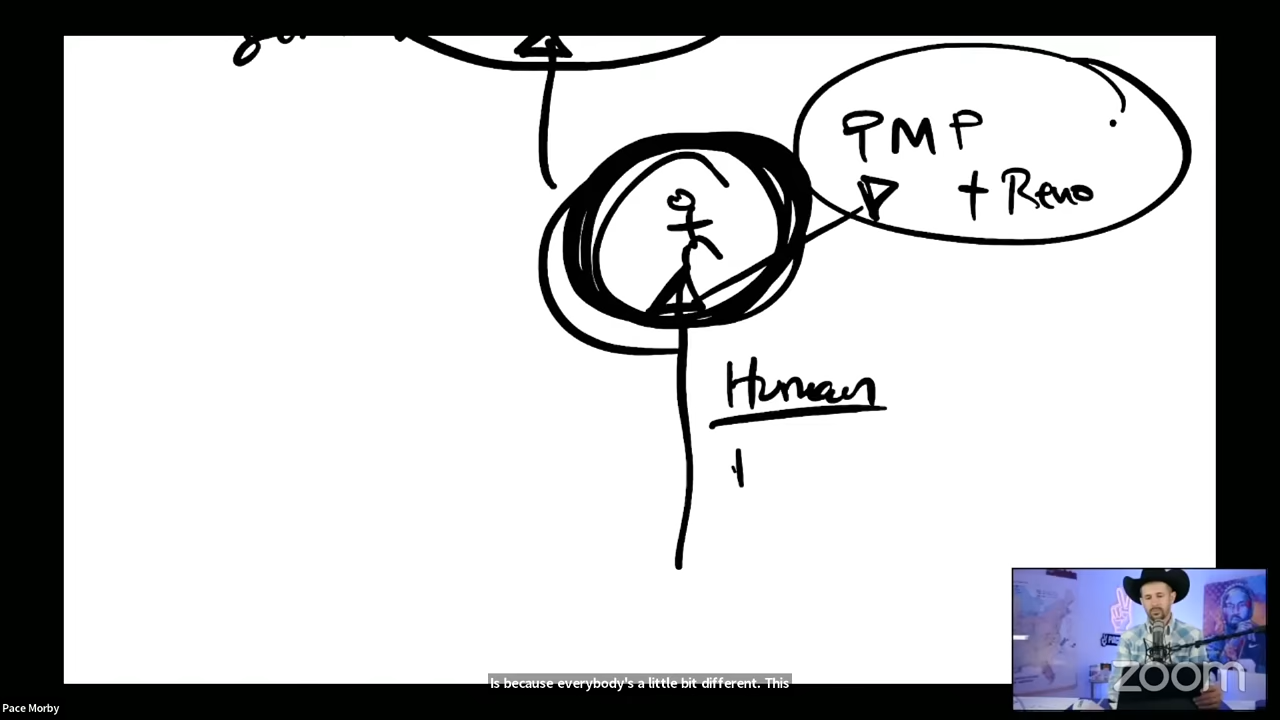 PMP
+ Reno
Human
zoom
Is because everybody's a little bit different. This
Pace Morby